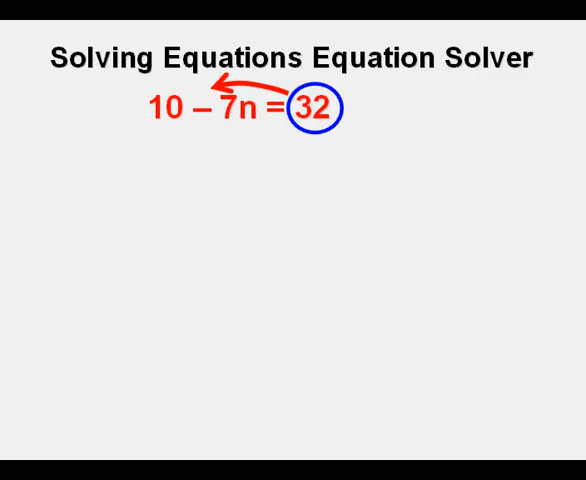 Solving Equations Equation Solver
10 – 7n = 32